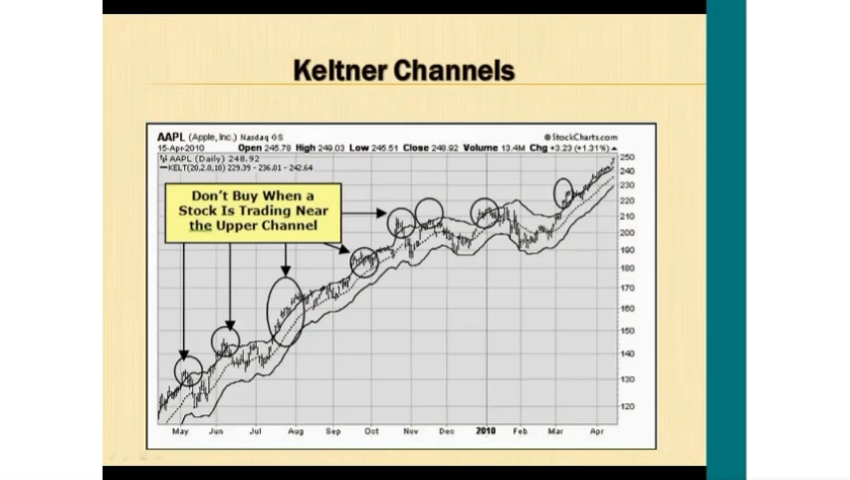 Keltner Channels
AAPL (Apple, Inc.) Nasdaq GS
@StockCharts.com
15-Apr-2010 Open 245.78 High 249.03 Low 245.51 Close 248.92 Volume 13.4M Chg +3.23 (+1.31%)
AAPL (Daily) 248.92
KELT(20,2.0,10) 229.39 - 236.01 - 242.64
Don't Buy When a
Stock Is Trading Near
the Upper Channel
250
240
230
220
210
200
190
180
170
160
150
140
130
120
May Jun Jul Aug Sep Oct Nov Dec 2010 Feb Mar Apr